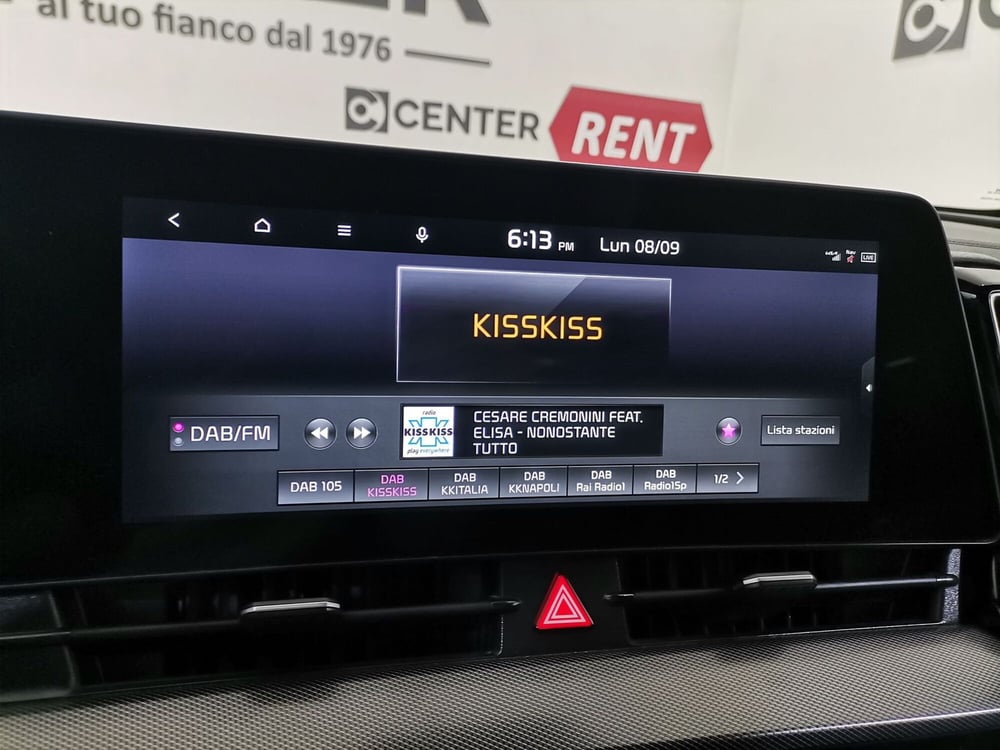 al tuo fianco dal 1976
CENTER RENT
6:13 PM Lun 08/09
Nav
LIVE
KISSKISS
DAB/FM
radio
KISSKISS
play everywhere
CESARE CREMONINI FEAT.
ELISA - NONOSTANTE
TUTTO
Lista stazioni
DAB 105
DAB
KISSKISS
DAB
KKITALIA
DAB
KKNAPOLI
DAB
Rai Radio1
DAB
Radio1Sp
1/2